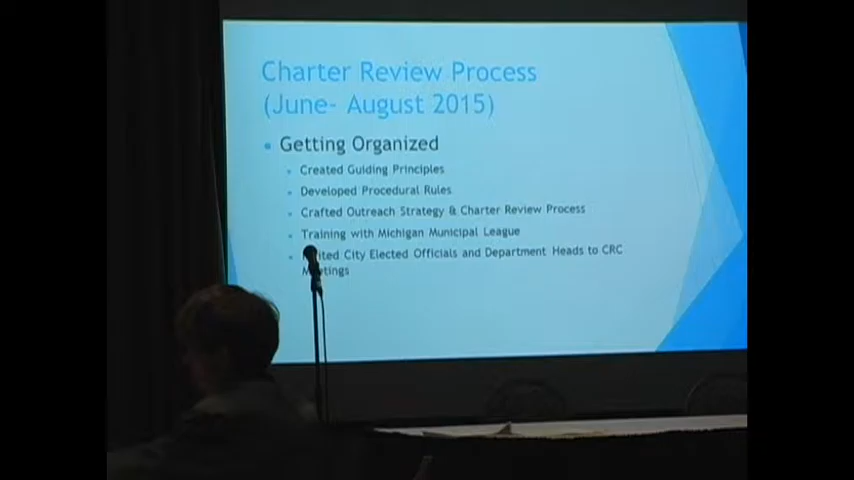 Charter Review Process
(June- August 2015)
Getting Organized
Created Guiding Principles
Developed Procedural Rules
Crafted Outreach Strategy & Charter Review Process
Training with Michigan Municipal League
City Elected Officials and Department Heads to CRC